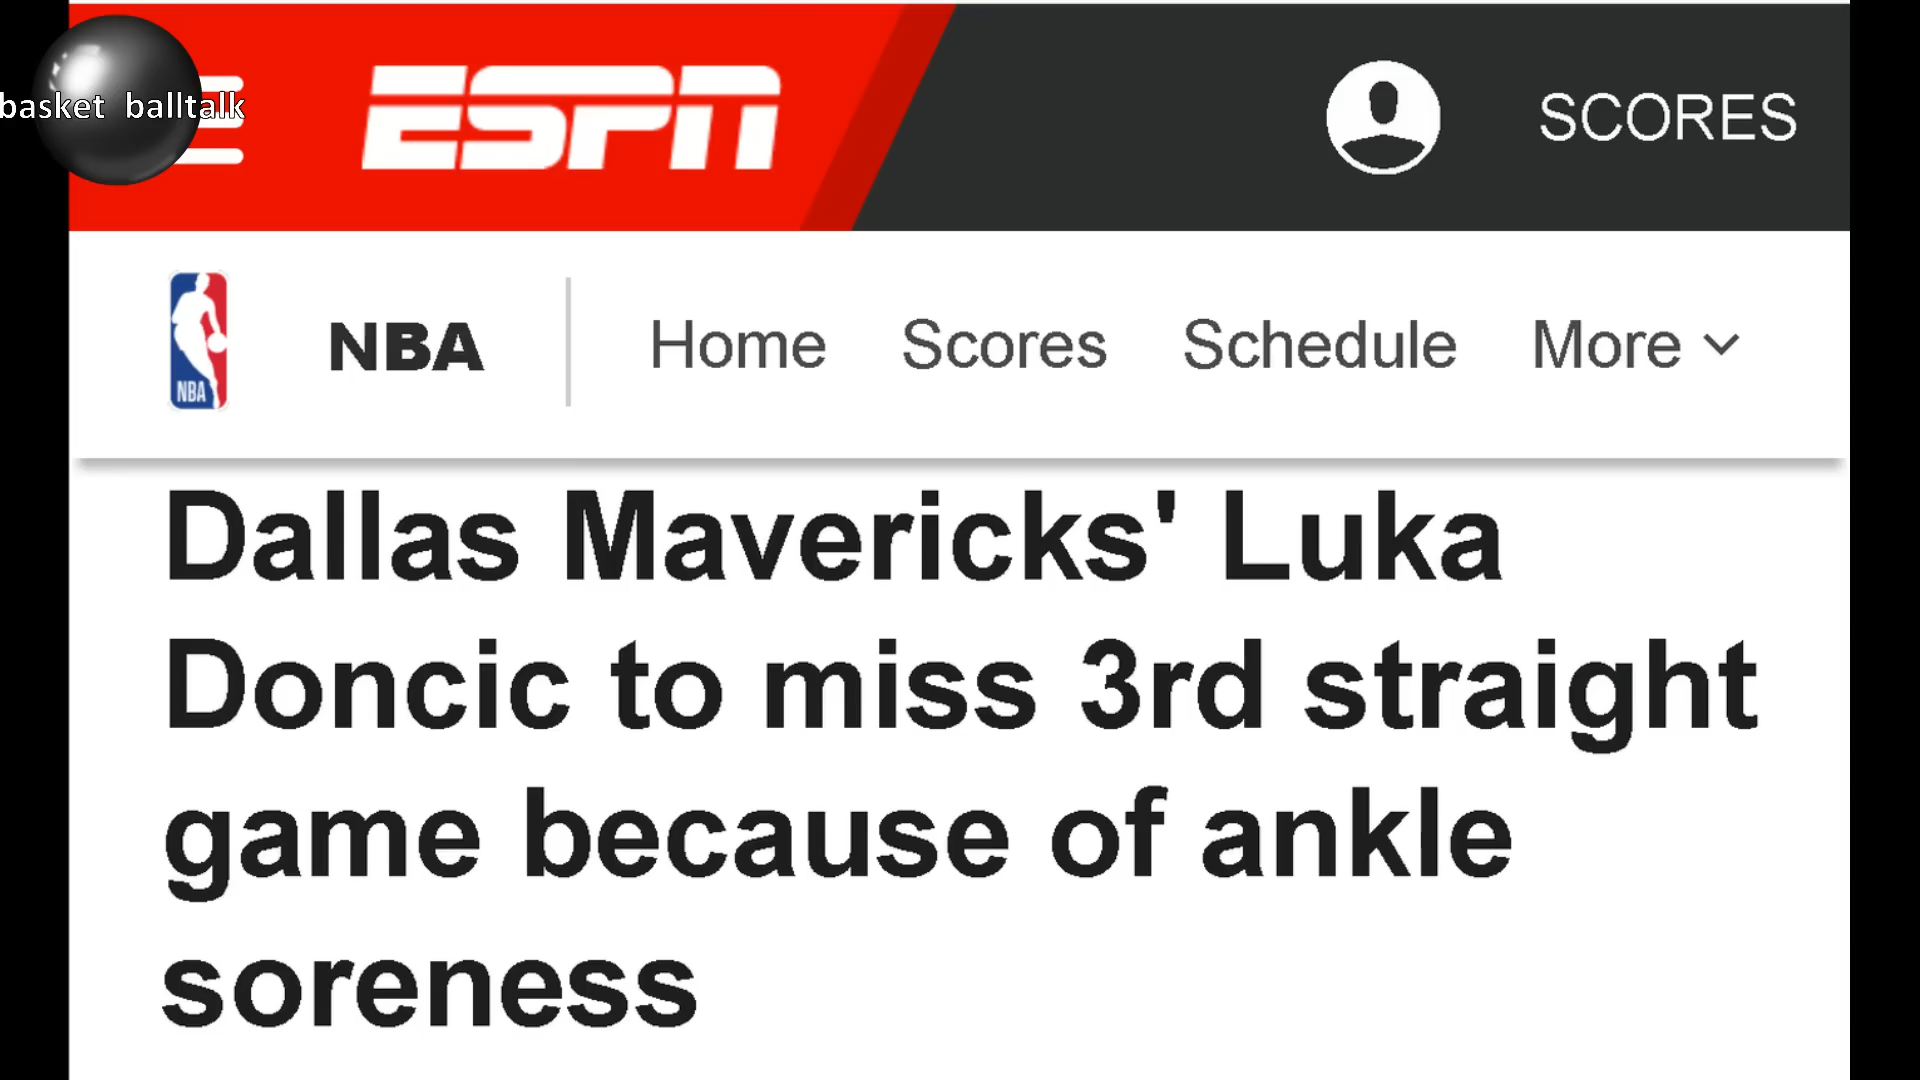 basket balltalk
ESPN
SCORES
NBA
NBA
Home
Scores
Schedule
More
Dallas Mavericks' Luka
Doncic to miss 3rd straight
game because of ankle
soreness